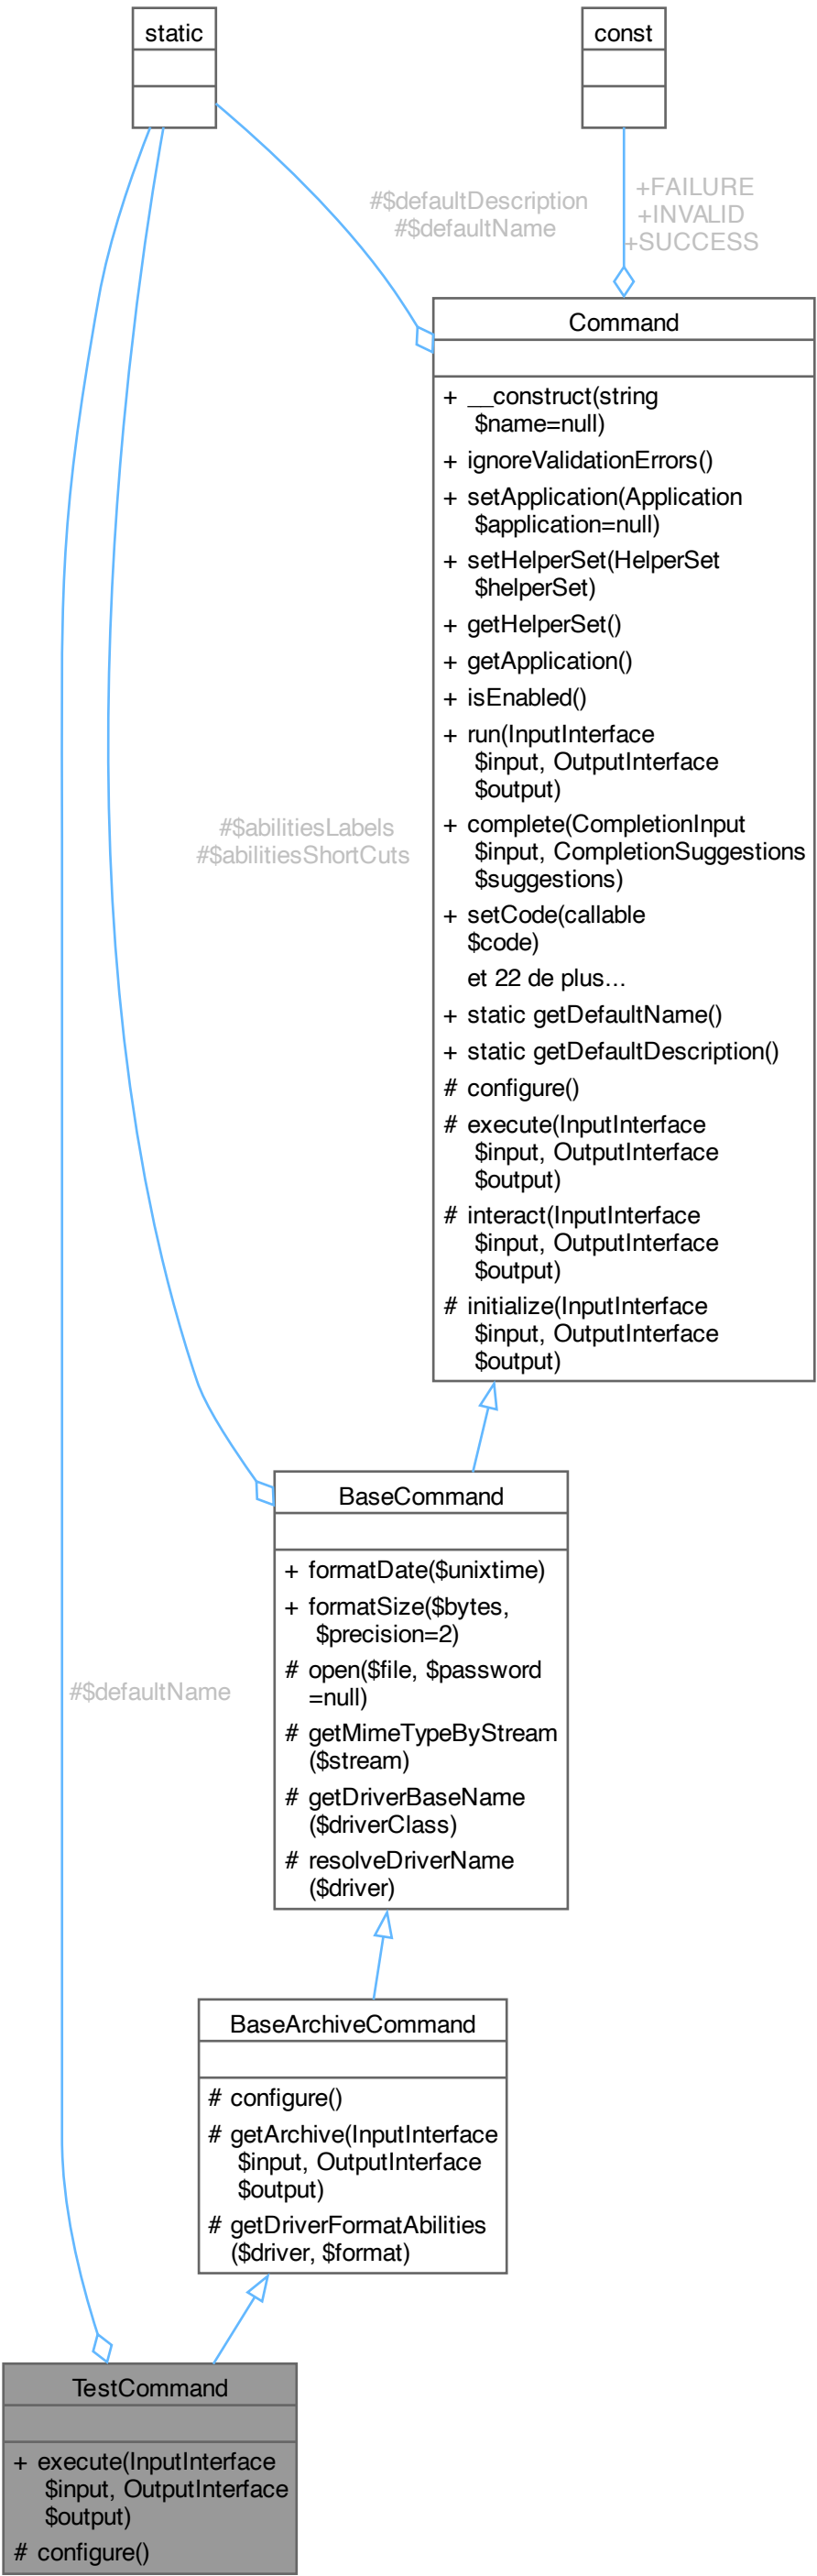 static
const
#$defaultDescription
#$defaultName
+FAILURE
+INVALID
+SUCCESS
Command
+ __construct(string
$name=null)
+ ignoreValidationErrors()
+ setApplication(Application
$application=null)
+ setHelperSet(HelperSet
$helperSet)
+ getHelperSet()
+ getApplication()
+ isEnabled()
+ run(InputInterface
$input, OutputInterface
$output)
+ complete(CompletionInput
$input, CompletionSuggestions
$suggestions)
+ setCode(callable
$code)
et 22 de plus...
+ static getDefaultName()
+ static getDefaultDescription()
# configure()
# execute(InputInterface
$input, OutputInterface
$output)
# interact(InputInterface
$input, OutputInterface
$output)
# initialize(InputInterface
$input, OutputInterface
$output)
#$abilitiesLabels
#$abilitiesShortCuts
BaseCommand
+ formatDate($unixtime)
+ formatSize($bytes,
$precision=2)
# open($file, $password
=null)
# getMimeTypeByStream
($stream)
# getDriverBaseName
($driverClass)
# resolveDriverName
($driver)
#$defaultName
BaseArchiveCommand
# configure()
# getArchive(InputInterface
$input, OutputInterface
$output)
# getDriverFormatAbilities
($driver, $format)
TestCommand
+ execute(InputInterface
$input, OutputInterface
$output)
# configure()